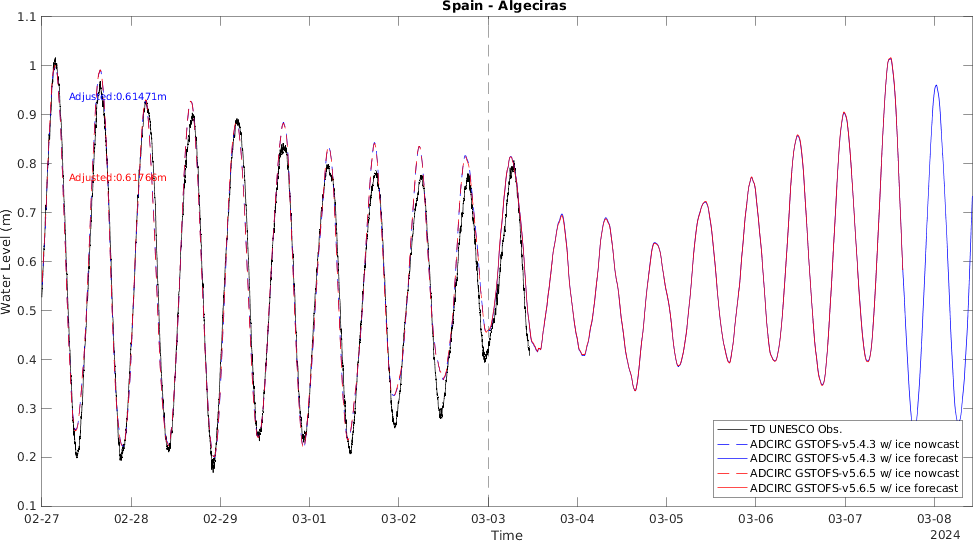 Spain - Algeciras
1.1
1
0.9
0.8
0.7
0.6
0.5
0.4
0.3
0.2
0.1
Water Level (m)
Adjusted:0.61471m
Adjusted:0.61766m
TD UNESCO Obs.
ADCIRC GSTOFS-v5.4.3 w/ ice nowcast
ADCIRC GSTOFS-v5.4.3 w/ ice forecast
ADCIRC GSTOFS-v5.6.5 w/ ice nowcast
ADCIRC GSTOFS-v5.6.5 w/ ice forecast
02-27 02-28 02-29 03-01 03-02 03-03 03-04 03-05 03-06 03-07 03-08
Time
2024